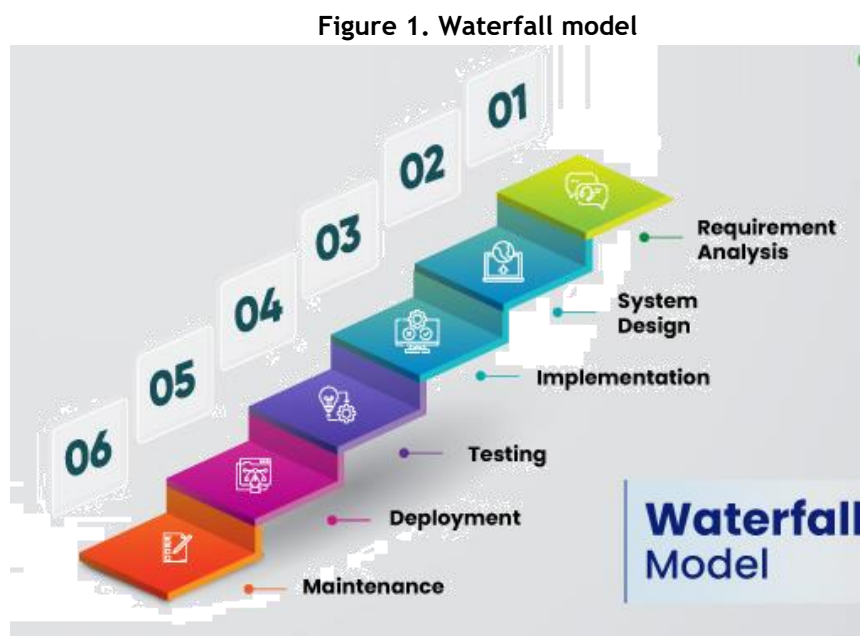 Figure 1. Waterfall model
01
02
03
04
05
06
Requirement
Analysis
System
Design
Implementation
Testing
Deployment
Maintenance
Waterfall
Model